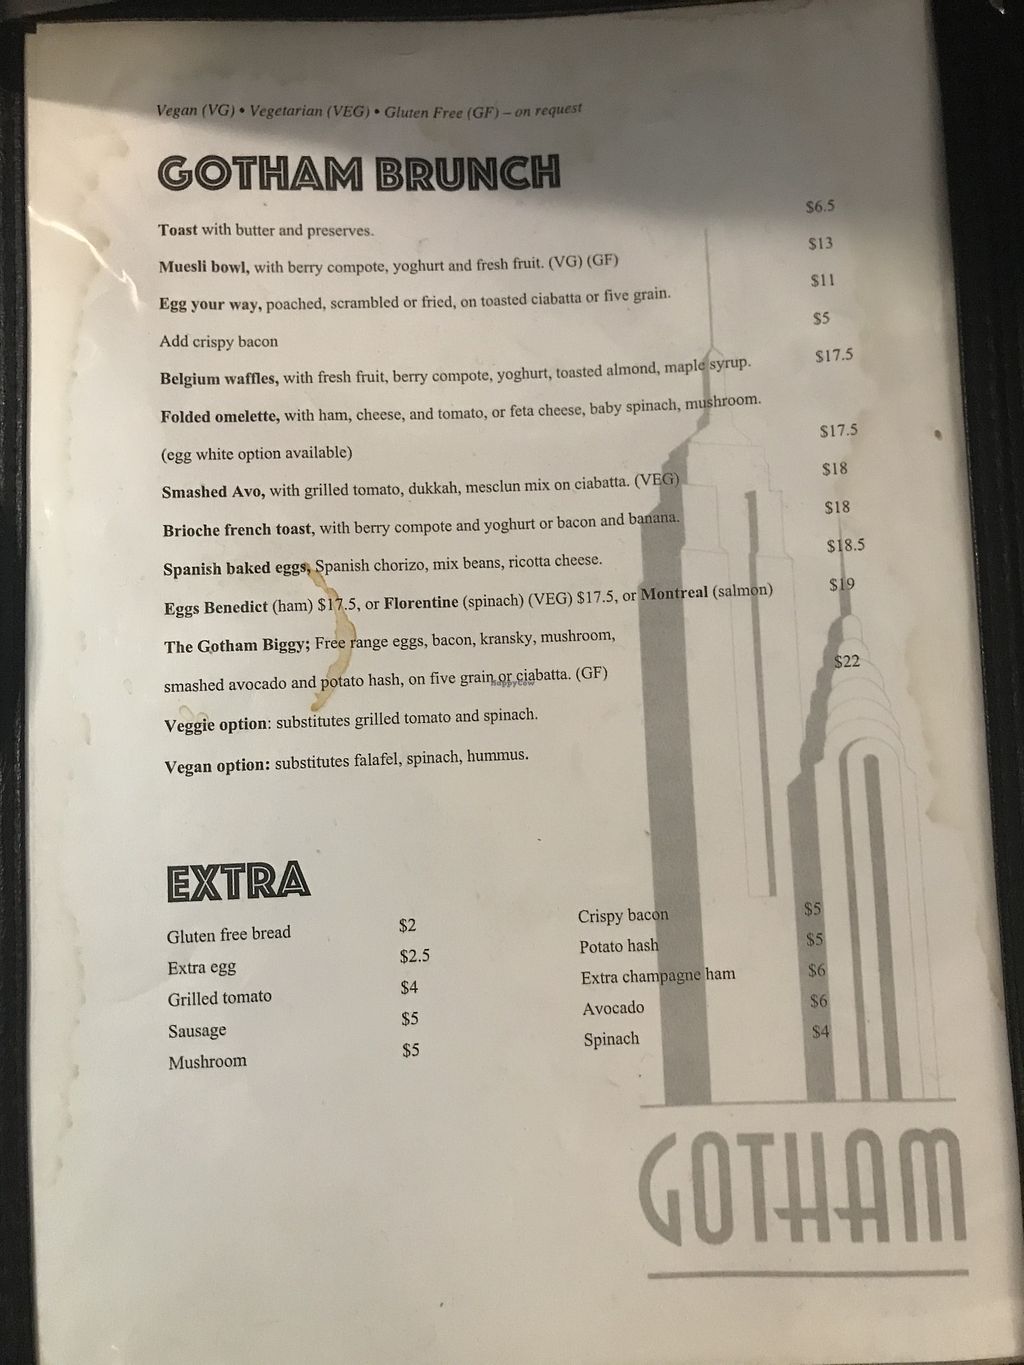 Vegan (VG) • Vegetarian (VEG) • Gluten Free (GF) – on request
GOTHAM BRUNCH
Toast with butter and preserves. $6.5
Muesli bowl, with berry compote, yoghurt and fresh fruit. (VG) (GF) $13
Egg your way, poached, scrambled or fried, on toasted ciabatta or five grain. $11
Add crispy bacon $5
Belgium waffles, with fresh fruit, berry compote, yoghurt, toasted almond, maple syrup. $17.5
Folded omelette, with ham, cheese, and tomato, or feta cheese, baby spinach, mushroom.
(egg white option available) $17.5
Smashed Avo, with grilled tomato, dukkah, mesclun mix on ciabatta. (VEG) $18
Brioche french toast, with berry compote and yoghurt or bacon and banana. $18
Spanish baked eggs, Spanish chorizo, mix beans, ricotta cheese. $18.5
Eggs Benedict (ham) $17.5, or Florentine (spinach) (VEG) $17.5, or Montreal (salmon) $19
The Gotham Biggy; Free range eggs, bacon, kransky, mushroom,
smashed avocado and potato hash, on five grain or ciabatta. (GF) $22
HappyCow
Veggie option: substitutes grilled tomato and spinach.
Vegan option: substitutes falafel, spinach, hummus.
EXTRA
Gluten free bread $2
Extra egg $2.5
Grilled tomato $4
Sausage $5
Mushroom $5
Crispy bacon $5
Potato hash $5
Extra champagne ham $6
Avocado $6
Spinach $4
GOTHAM